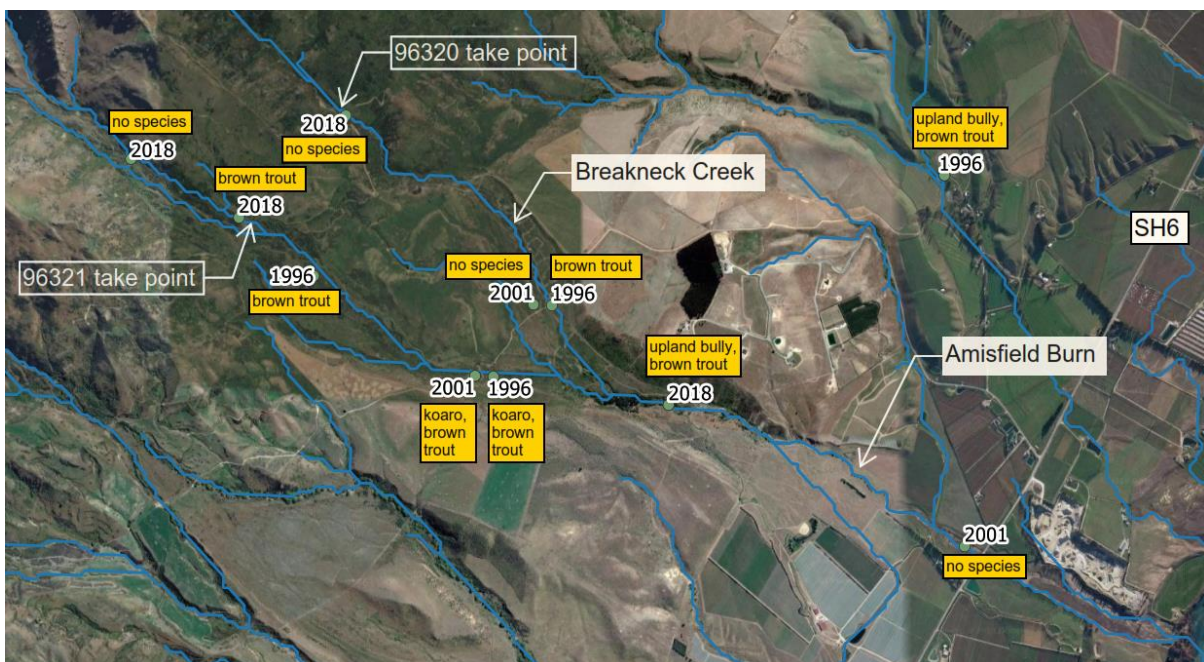 96320 take point
no species
2018
2018
no species
upland bully,
brown trout
1996
brown trout
2018
Breakneck Creek
SH6
96321 take point
1996
brown trout
no species
2001
brown trout
1996
upland bully,
brown trout
2018
Amisfield Burn
2001
koaro,
brown
trout
1996
koaro,
brown
trout
2001
no species